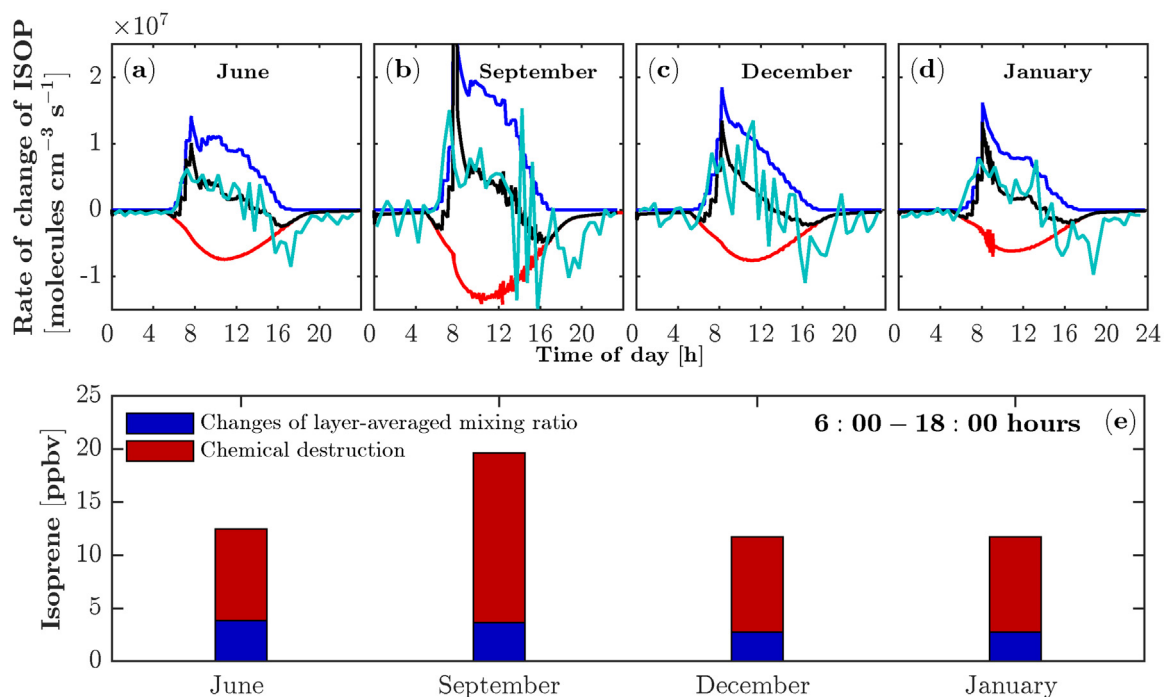 ×10⁷
Rate of change of ISOP
[molecules cm⁻³ s⁻¹]
2
1
0
-1
(a) June
(b) September
(c) December
(d) January
0 4 8 12 16 20 0 4 8 12 16 20 0 4 8 12 16 20 0 4 8 12 16 20 24
Time of day [h]
Isoprene [ppbv]
25
20
15
10
5
0
Changes of layer-averaged mixing ratio
Chemical destruction
6 : 00 – 18 : 00 hours (e)
June September December January